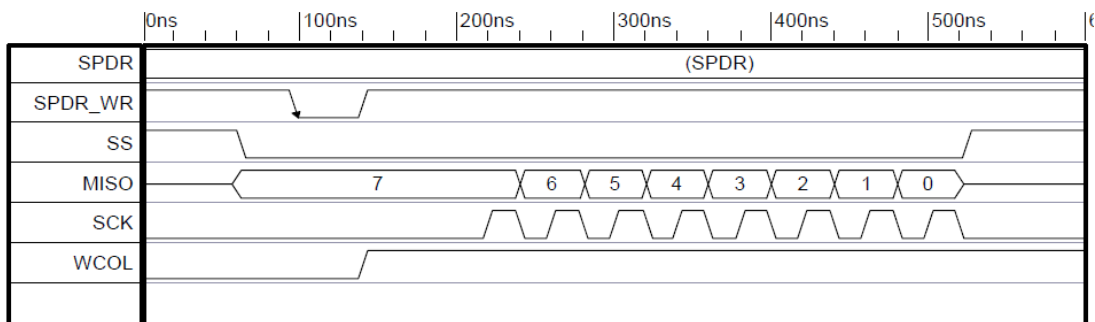 0ns 100ns 200ns 300ns 400ns 500ns 6
SPDR (SPDR)
SPDR_WR
SS
MISO 7 6 5 4 3 2 1 0
SCK
WCOL